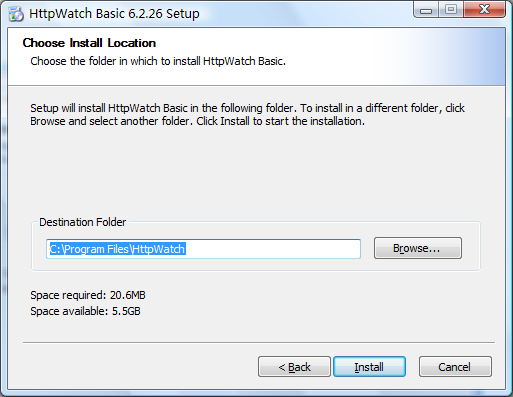 HttpWatch Basic 6.2.26 Setup
Choose Install Location
Choose the folder in which to install HttpWatch Basic.
Setup will install HttpWatch Basic in the following folder. To install in a different folder, click
Browse and select another folder. Click Install to start the installation.
Destination Folder
C:\Program Files\HttpWatch
Browse...
Space required: 20.6MB
Space available: 5.5GB
< Back
Install
Cancel